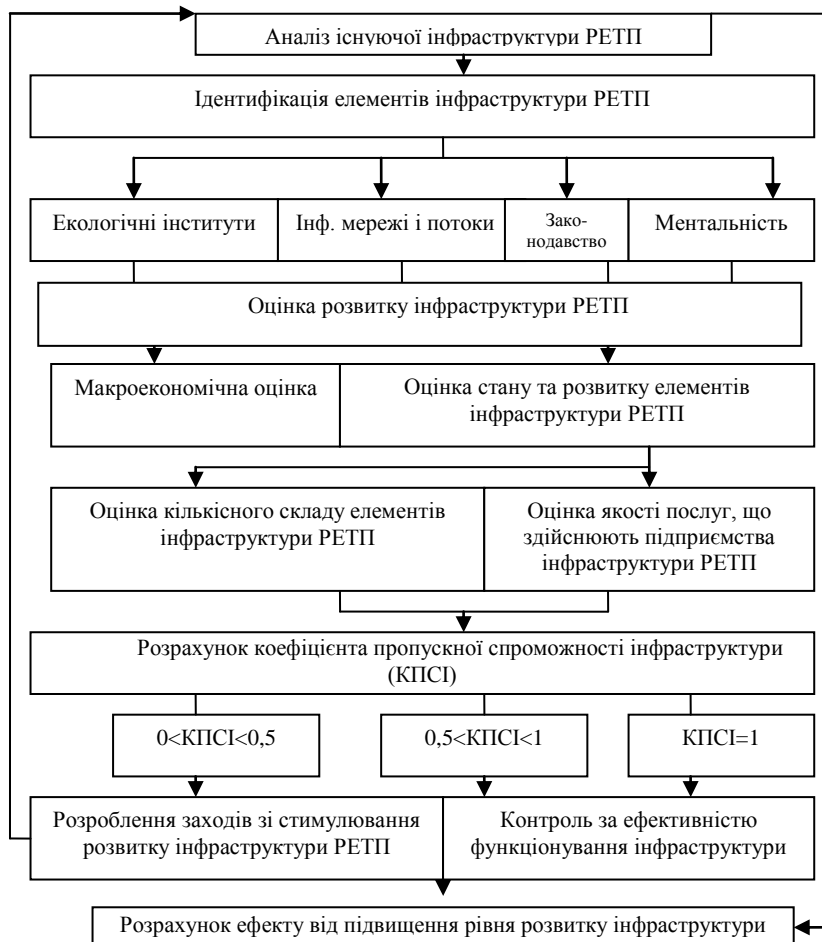 Аналіз існуючої інфраструктури РЕТП
Ідентифікація елементів інфраструктури РЕТП
Екологічні інститути
Інф. мережі і потоки
Зако-
нодавство
Ментальність
Оцінка розвитку інфраструктури РЕТП
Макроекономічна оцінка
Оцінка стану та розвитку елементів
інфраструктури РЕТП
Оцінка кількісного складу елементів
інфраструктури РЕТП
Оцінка якості послуг, що
здійснюють підприємства
інфраструктури РЕТП
Розрахунок коефіцієнта пропускної спроможності інфраструктури
(КПСІ)
0<КПСІ<0,5
0,5<КПСІ<1
КПСІ=1
Розроблення заходів зі стимулювання
розвитку інфраструктури РЕТП
Контроль за ефективністю
функціонування інфраструктури
Розрахунок ефекту від підвищення рівня розвитку інфраструктури